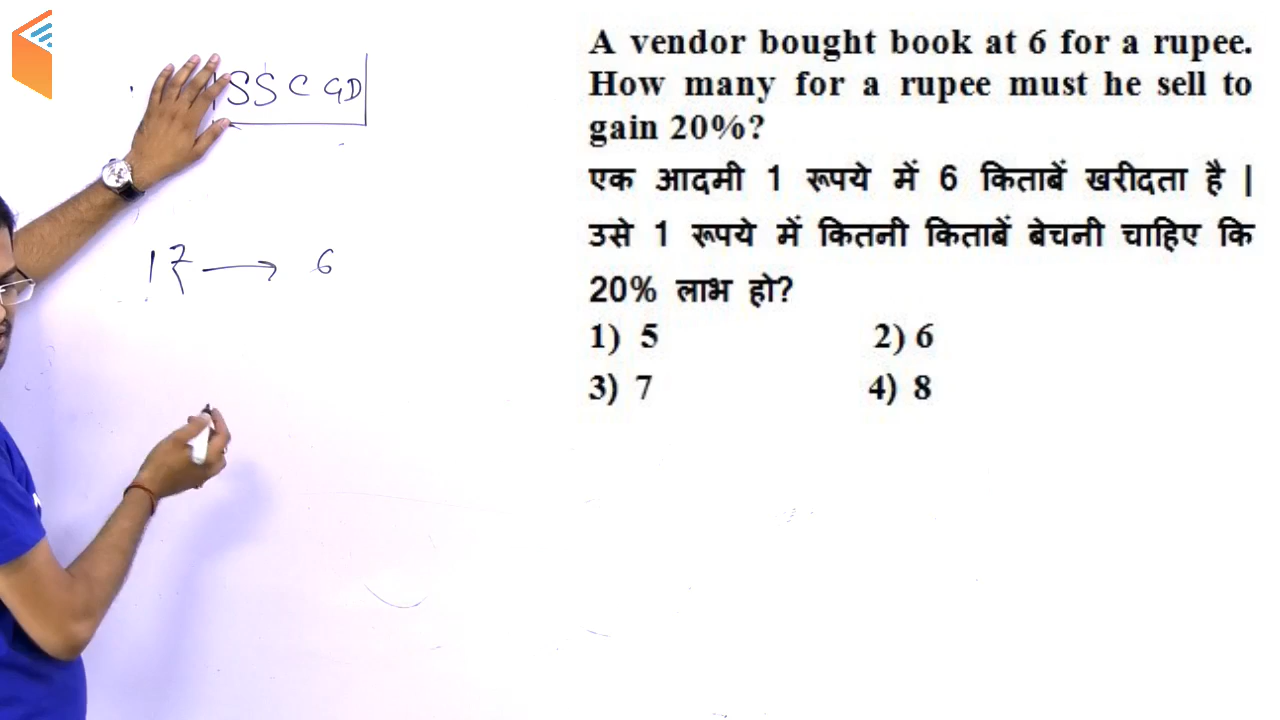 SSC GD
1₹ → 6
A vendor bought book at 6 for a rupee.
How many for a rupee must he sell to
gain 20%?
एक आदमी 1 रूपये में 6 किताबें खरीदता है |
उसे 1 रूपये में कितनी किताबें बेचनी चाहिए कि
20% लाभ हो?
1) 5 2) 6
3) 7 4) 8